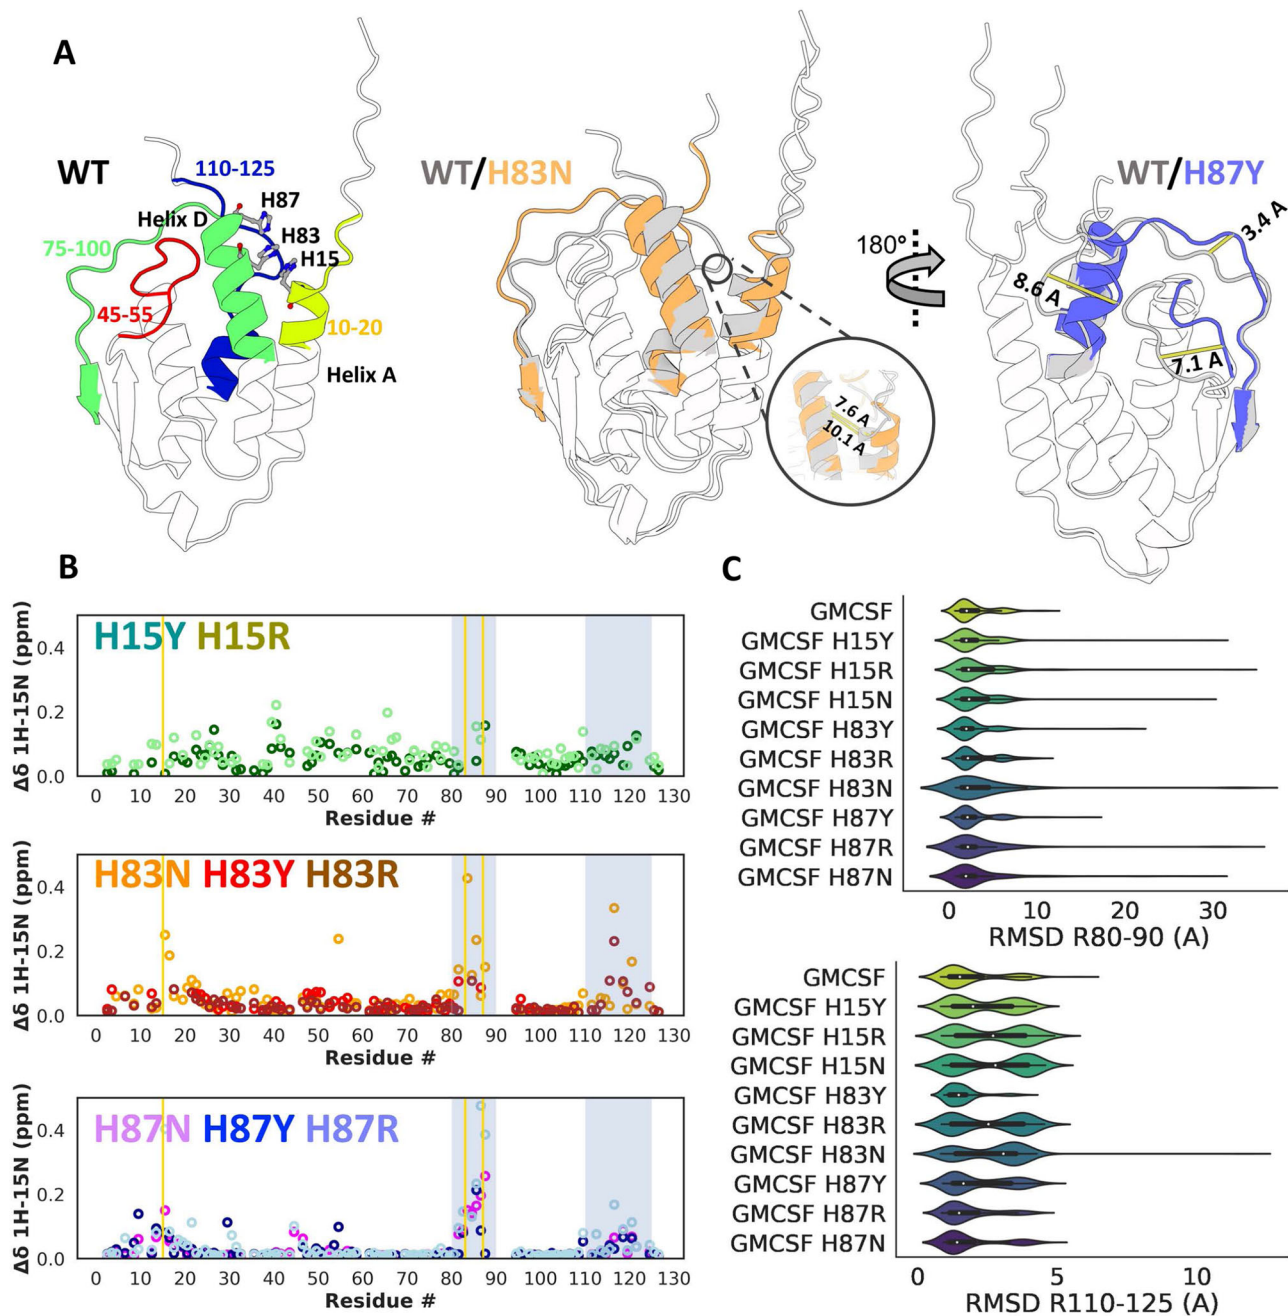 A
WT
110-125
H87
Helix D
H83
H15
75-100
45-55
10-20
Helix A
WT/H83N
7.6 A
10.1 A
180°
WT/H87Y
3.4 A
8.6 A
7.1 A
B
H15Y H15R
Δδ 1H-15N (ppm)
0.4
0.2
0.0
0 10 20 30 40 50 60 70 80 90 100 110 120 130
Residue #
H83N H83Y H83R
Δδ 1H-15N (ppm)
0.4
0.2
0.0
0 10 20 30 40 50 60 70 80 90 100 110 120 130
Residue #
H87N H87Y H87R
Δδ 1H-15N (ppm)
0.4
0.2
0.0
0 10 20 30 40 50 60 70 80 90 100 110 120 130
Residue #
C
GMCSF
GMCSF H15Y
GMCSF H15R
GMCSF H15N
GMCSF H83Y
GMCSF H83R
GMCSF H83N
GMCSF H87Y
GMCSF H87R
GMCSF H87N
0 10 20 30
RMSD R80-90 (A)
GMCSF
GMCSF H15Y
GMCSF H15R
GMCSF H15N
GMCSF H83Y
GMCSF H83R
GMCSF H83N
GMCSF H87Y
GMCSF H87R
GMCSF H87N
0 5 10
RMSD R110-125 (A)